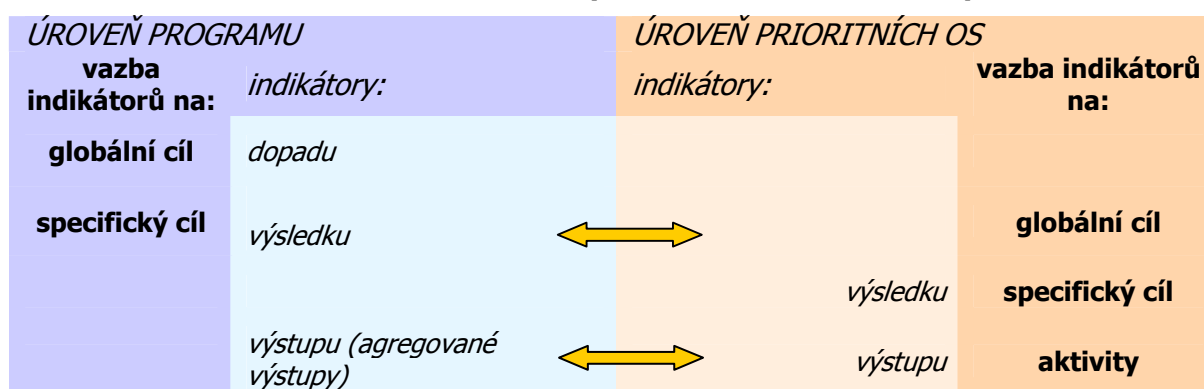 ÚROVEŇ PROGRAMU
ÚROVEŇ PRIORITNÍCH OS
vazba
indikátorů na:
indikátory:
indikátory:
vazba indikátorů
na:
globální cíl
dopadu
specifický cíl
výsledku
globální cíl
výsledku
specifický cíl
výstupu (agregované
výstupy)
výstupu
aktivity